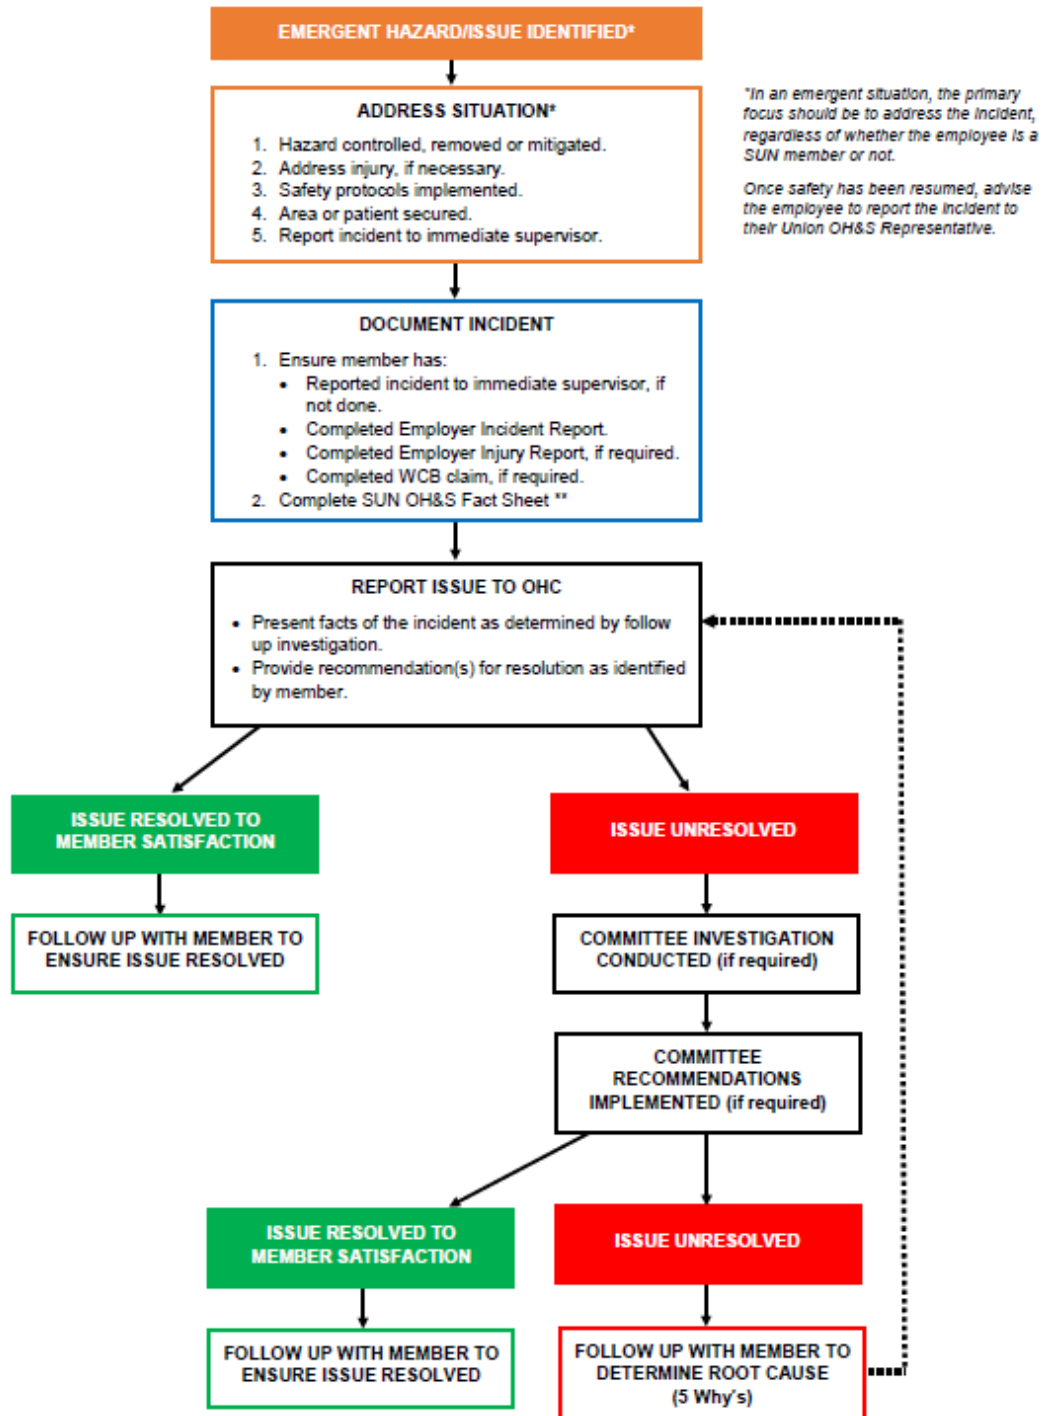 EMERGENT HAZARD/ISSUE IDENTIFIED*
ADDRESS SITUATION*
1. Hazard controlled, removed or mitigated.
2. Address injury, if necessary.
3. Safety protocols implemented.
4. Area or patient secured.
5. Report incident to immediate supervisor.
*In an emergent situation, the primary
focus should be to address the incident,
regardless of whether the employee is a
SUN member or not.
Once safety has been resumed, advise
the employee to report the incident to
their Union OH&S Representative.
DOCUMENT INCIDENT
1. Ensure member has:
• Reported incident to immediate supervisor, if
not done.
• Completed Employer Incident Report.
• Completed Employer Injury Report, if required.
• Completed WCB claim, if required.
2. Complete SUN OH&S Fact Sheet **
REPORT ISSUE TO OHC
• Present facts of the incident as determined by follow
up investigation.
• Provide recommendation(s) for resolution as identified
by member.
ISSUE RESOLVED TO
MEMBER SATISFACTION
ISSUE UNRESOLVED
FOLLOW UP WITH MEMBER TO
ENSURE ISSUE RESOLVED
COMMITTEE INVESTIGATION
CONDUCTED (if required)
COMMITTEE
RECOMMENDATIONS
IMPLEMENTED (if required)
ISSUE RESOLVED TO
MEMBER SATISFACTION
ISSUE UNRESOLVED
FOLLOW UP WITH MEMBER TO
ENSURE ISSUE RESOLVED
FOLLOW UP WITH MEMBER TO
DETERMINE ROOT CAUSE
(5 Why's)